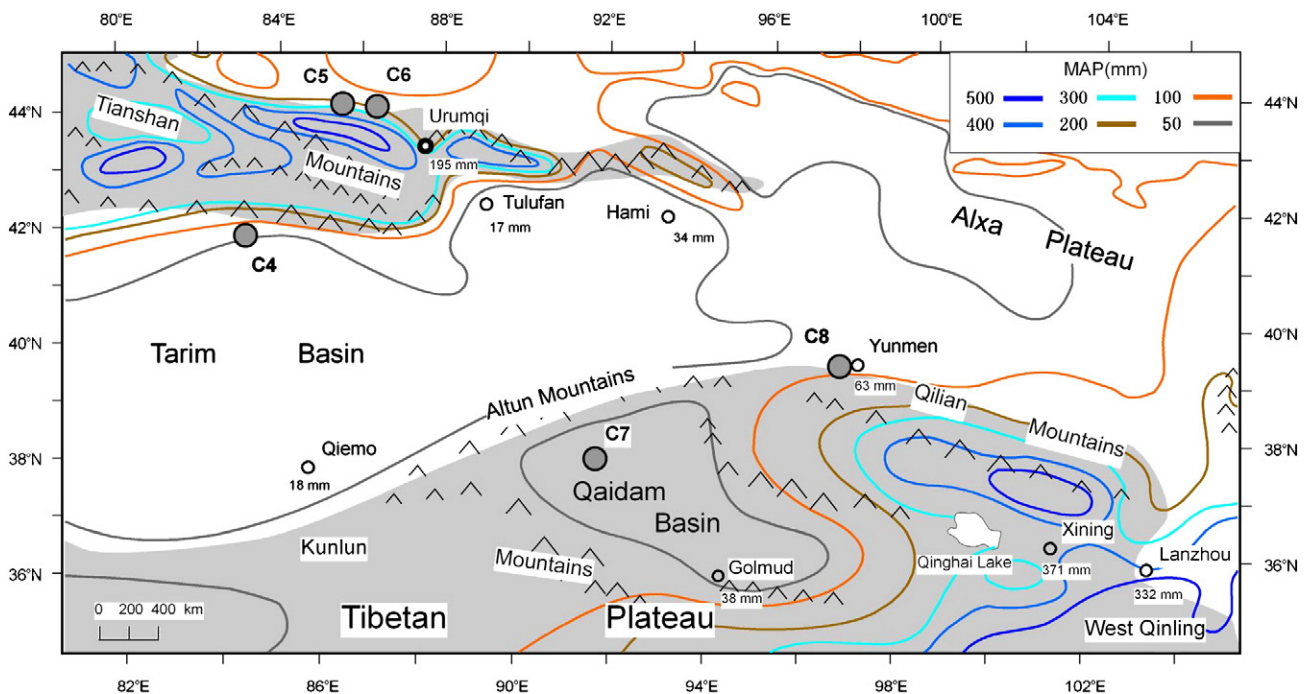 80°E 84°E 88°E 92°E 96°E 100°E 104°E
MAP(mm)
500 300 100
400 200 50
44°N
42°N
40°N
38°N
36°N
44°N
42°N
40°N
38°N
36°N
C5 C6
Tianshan
Mountains
Urumqi
195 mm
Tulufan
17 mm
Hami
34 mm
Alxa
Plateau
C4
Tarim Basin
C8
Yunmen
63 mm
Altun Mountains
Qilian
Mountains
Qiemo
18 mm
C7
Qaidam
Basin
Kunlun
Mountains
Golmud
38 mm
Qinghai Lake
Xining
371 mm
Lanzhou
332 mm
West Qinling
Tibetan Plateau
0 200 400 km
82°E 86°E 90°E 94°E 98°E 102°E